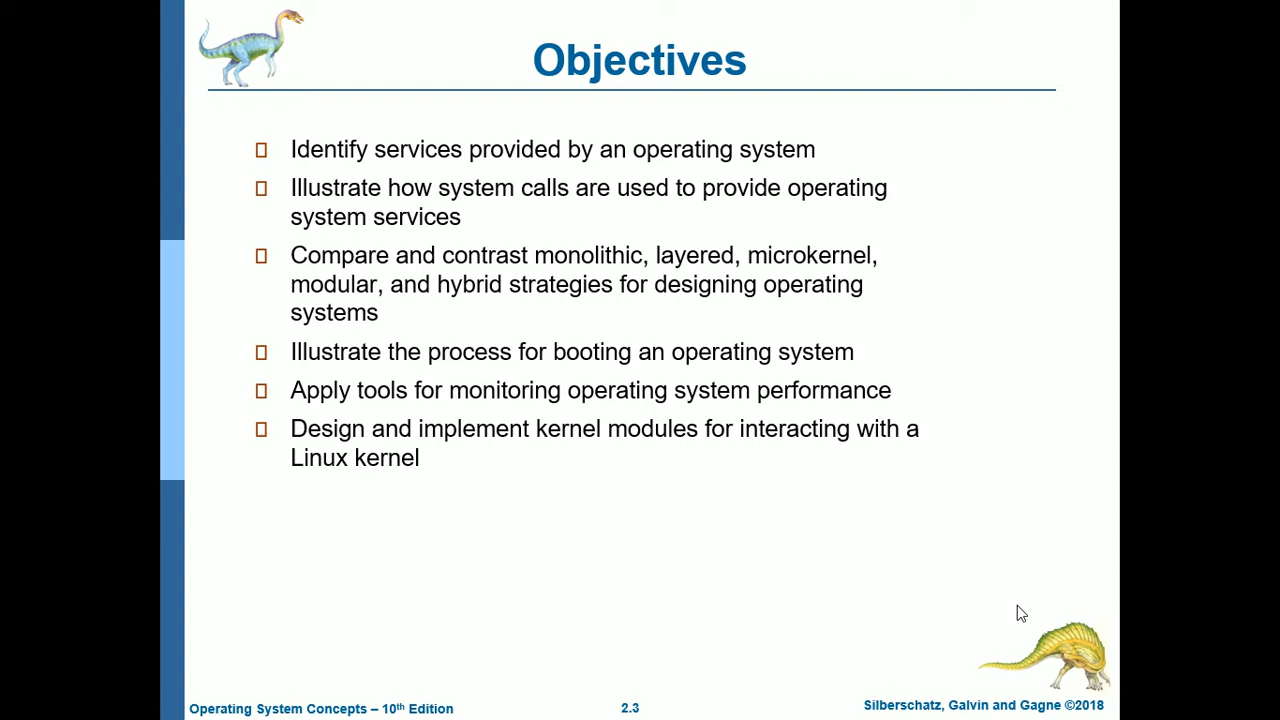 Objectives
Identify services provided by an operating system
Illustrate how system calls are used to provide operating
system services
Compare and contrast monolithic, layered, microkernel,
modular, and hybrid strategies for designing operating
systems
Illustrate the process for booting an operating system
Apply tools for monitoring operating system performance
Design and implement kernel modules for interacting with a
Linux kernel
Operating System Concepts – 10th Edition
2.3
Silberschatz, Galvin and Gagne ©2018